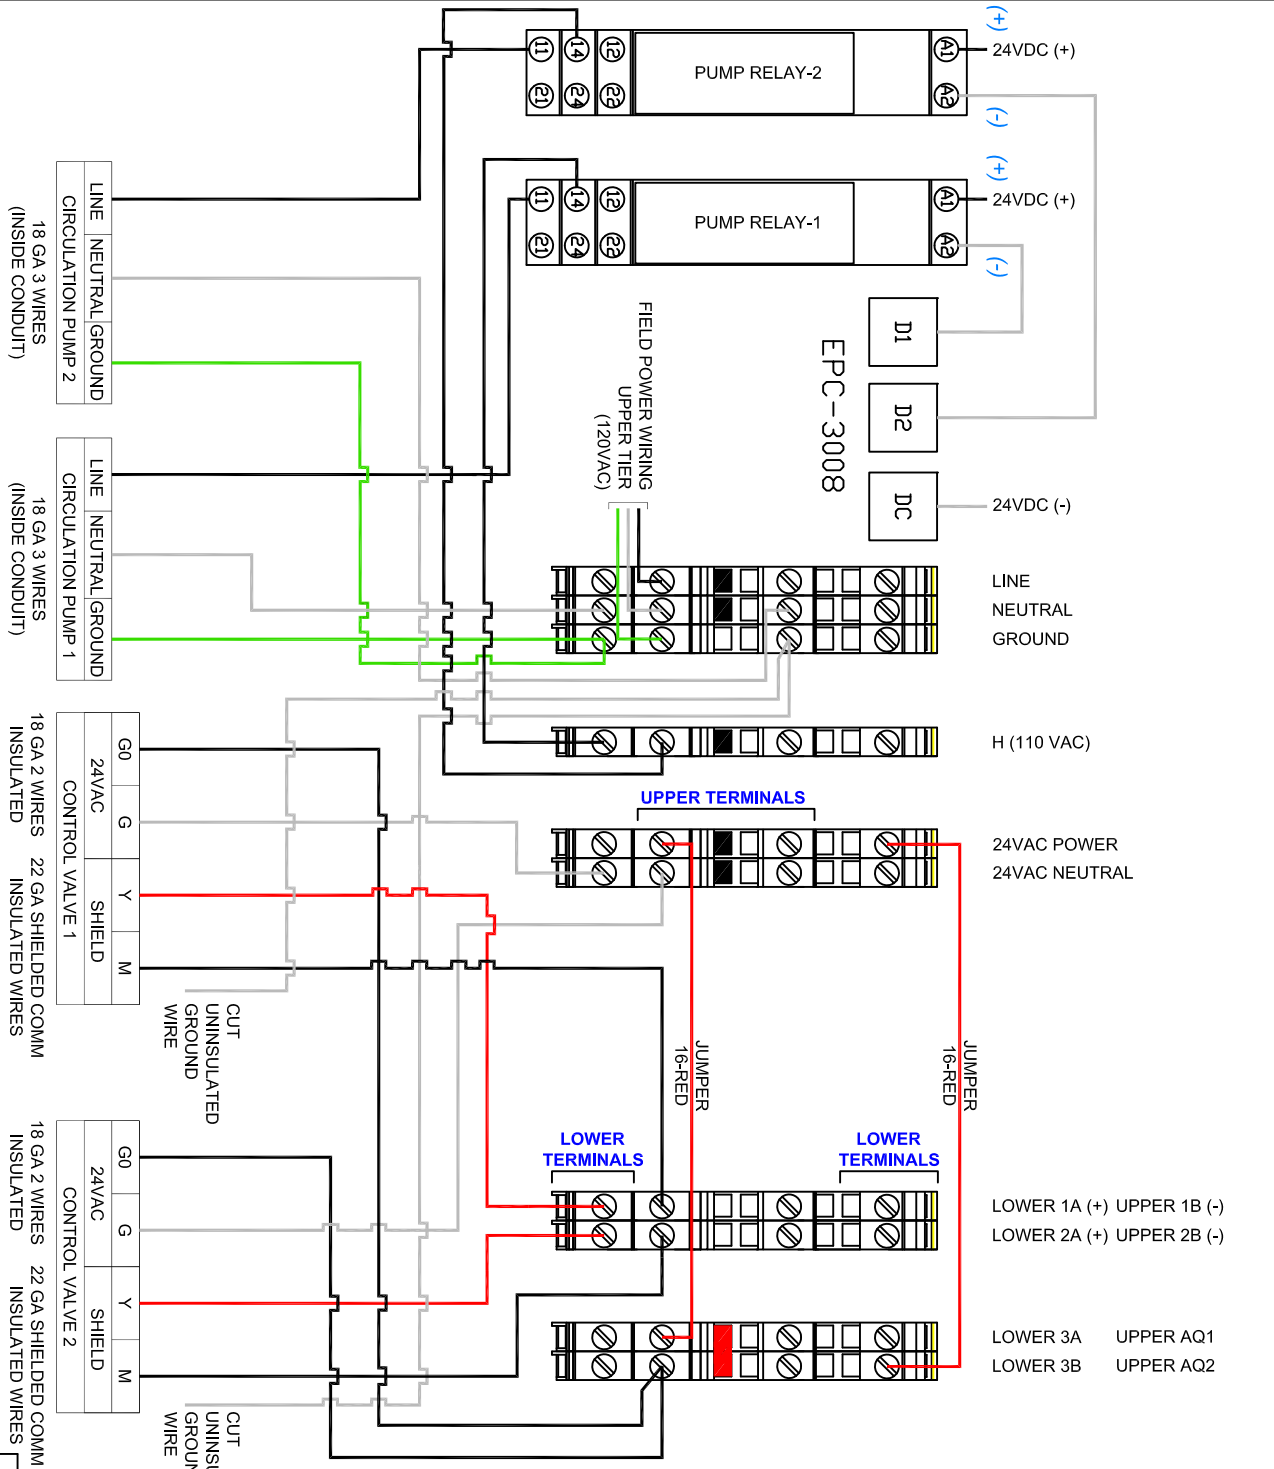 (+)
11 14 12
PUMP RELAY-2
A1
24VDC (+)
21 24 22
A2
(-)
(+)
11 14 12
PUMP RELAY-1
A1
24VDC (+)
21 24 22
A2
(-)
LINE NEUTRAL GROUND
CIRCULATION PUMP 2
18 GA 3 WIRES
(INSIDE CONDUIT)
FIELD POWER WIRING
UPPER TIER
(120VAC)
EPC-3008
D1
D2
DC
24VDC (-)
LINE NEUTRAL GROUND
CIRCULATION PUMP 1
18 GA 3 WIRES
(INSIDE CONDUIT)
LINE
NEUTRAL
GROUND
H (110 VAC)
UPPER TERMINALS
24VAC POWER
24VAC NEUTRAL
G0 G Y M
24VAC SHIELD
CONTROL VALVE 1
18 GA 2 WIRES 22 GA SHIELDED COMM
INSULATED INSULATED WIRES
CUT
UNINSULATED
GROUND
WIRE
JUMPER
16-RED
JUMPER
16-RED
LOWER
TERMINALS
LOWER
TERMINALS
LOWER 1A (+) UPPER 1B (-)
LOWER 2A (+) UPPER 2B (-)
G0 G Y M
24VAC SHIELD
CONTROL VALVE 2
18 GA 2 WIRES 22 GA SHIELDED COMM
INSULATED INSULATED WIRES
LOWER 3A UPPER AQ1
LOWER 3B UPPER AQ2
CUT
UNINSU
GROUN
WIRE